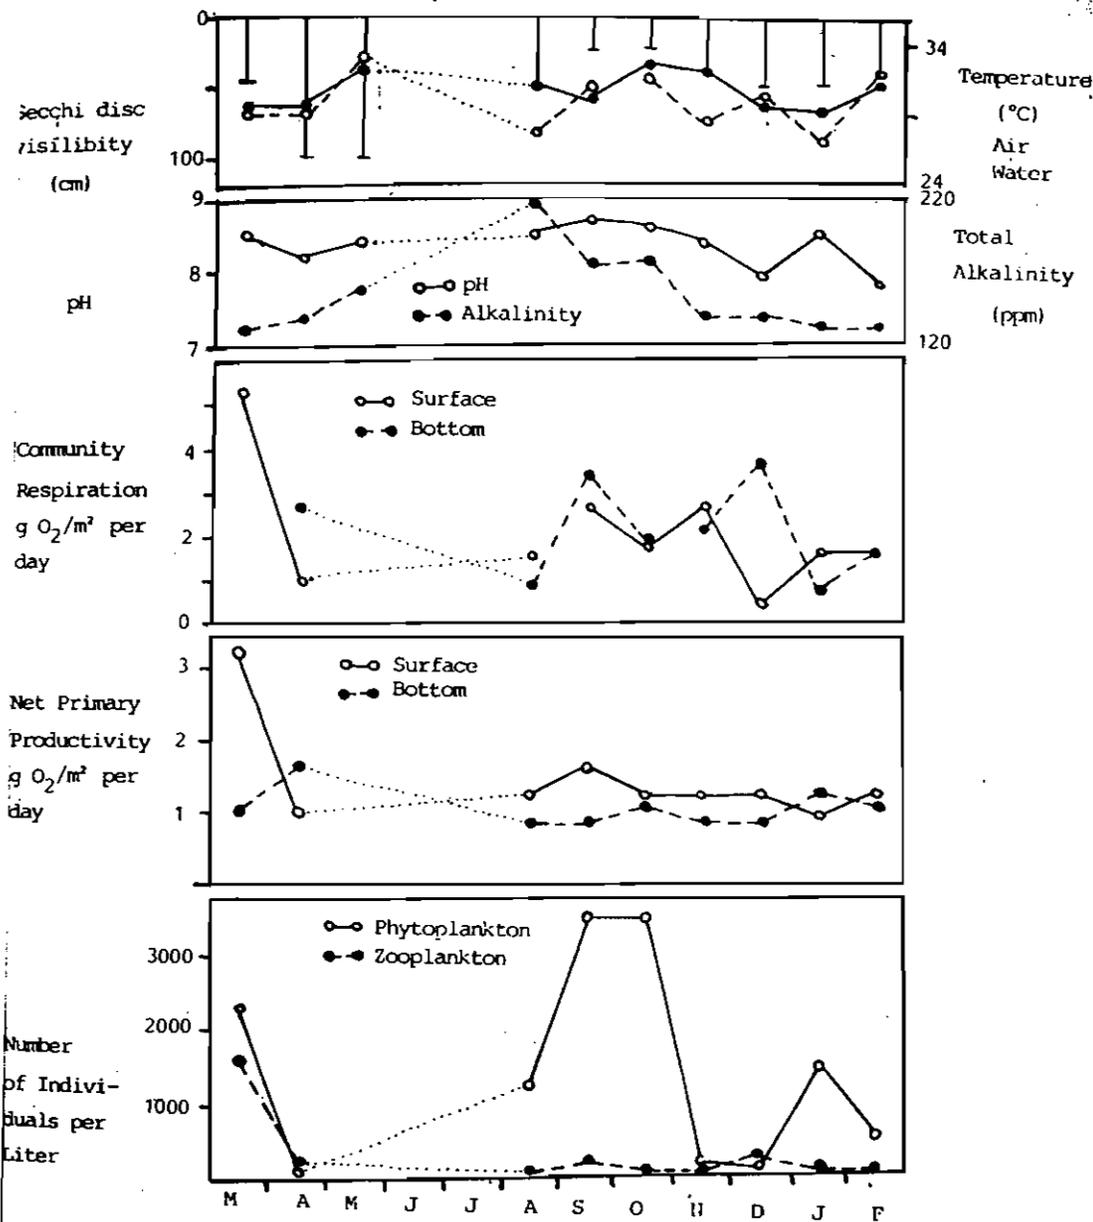 0
34
Secchi disc
visilibity
(cm)
100
Temperature
(°C)
Air
Water
24
9
220
8
pH
7
pH
Alkalinity
Total
Alkalinity
(ppm)
120
Community
Respiration
g O₂/m² per
day
4
2
0
Surface
Bottom
Net Primary
Productivity
g O₂/m² per
day
3
2
1
Surface
Bottom
Number
of Indivi-
duals per
Liter
3000
2000
1000
Phytoplankton
Zooplankton
M A M J J A S O N D J F